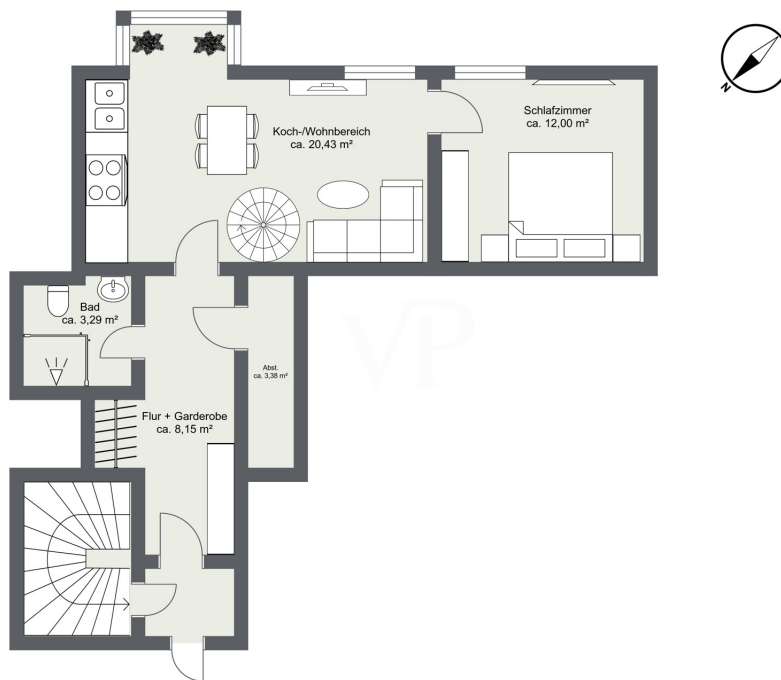 N
Koch-/Wohnbereich
ca. 20,43 m²
Schlafzimmer
ca. 12,00 m²
Bad
ca. 3,29 m²
Abst.
ca. 3,38 m²
Flur + Garderobe
ca. 8,15 m²
VP